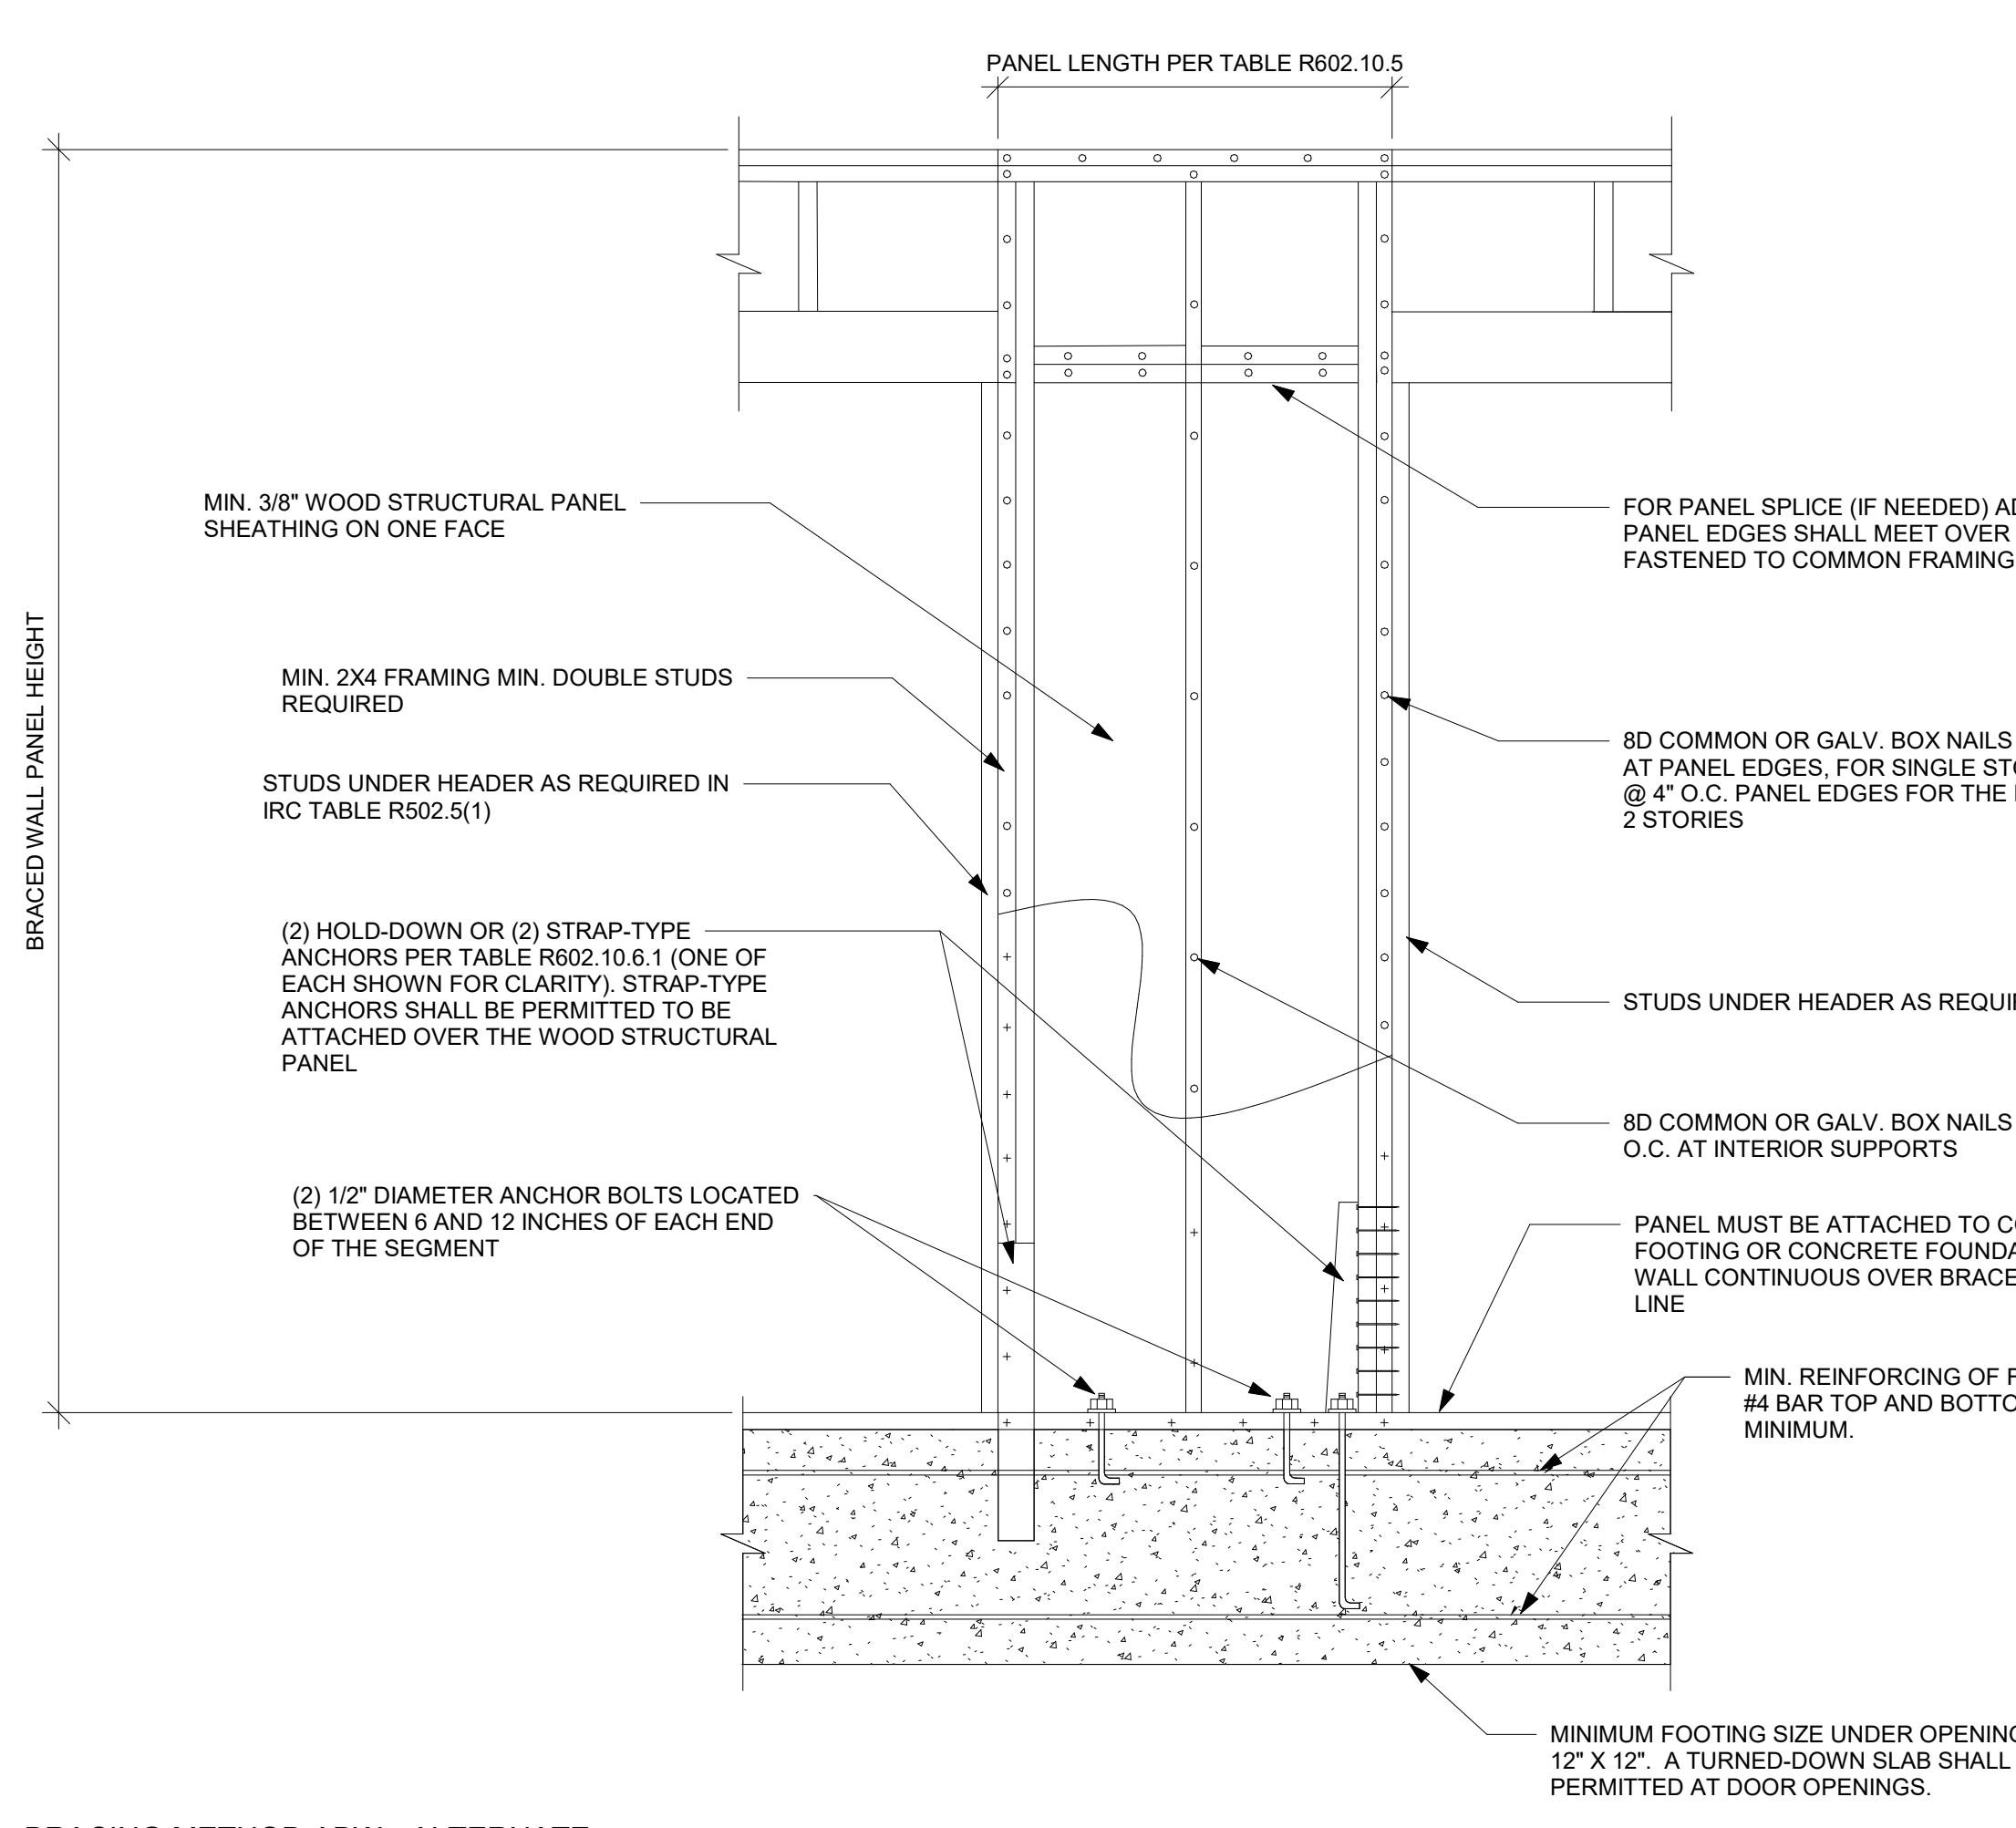 PANEL LENGTH PER TABLE R602.10.5
BRACED WALL PANEL HEIGHT
MIN. 3/8" WOOD STRUCTURAL PANEL
SHEATHING ON ONE FACE
MIN. 2X4 FRAMING MIN. DOUBLE STUDS
REQUIRED
STUDS UNDER HEADER AS REQUIRED IN
IRC TABLE R502.5(1)
(2) HOLD-DOWN OR (2) STRAP-TYPE
ANCHORS PER TABLE R602.10.6.1 (ONE OF
EACH SHOWN FOR CLARITY). STRAP-TYPE
ANCHORS SHALL BE PERMITTED TO BE
ATTACHED OVER THE WOOD STRUCTURAL
PANEL
(2) 1/2" DIAMETER ANCHOR BOLTS LOCATED
BETWEEN 6 AND 12 INCHES OF EACH END
OF THE SEGMENT
FOR PANEL SPLICE (IF NEEDED)
PANEL EDGES SHALL MEET OVER
FASTENED TO COMMON FRAMING
8D COMMON OR GALV. BOX NAILS
AT PANEL EDGES, FOR SINGLE
@ 4" O.C. PANEL EDGES FOR THE
2 STORIES
STUDS UNDER HEADER AS
8D COMMON OR GALV. BOX NAILS
O.C. AT INTERIOR SUPPORTS
PANEL MUST BE ATTACHED TO
FOOTING OR CONCRETE
WALL CONTINUOUS OVER
LINE
MIN. REINFORCING OF
#4 BAR TOP AND
MINIMUM.
MINIMUM FOOTING SIZE UNDER
12" X 12". A TURNED-DOWN SLAB SHALL
PERMITTED AT DOOR OPENINGS.